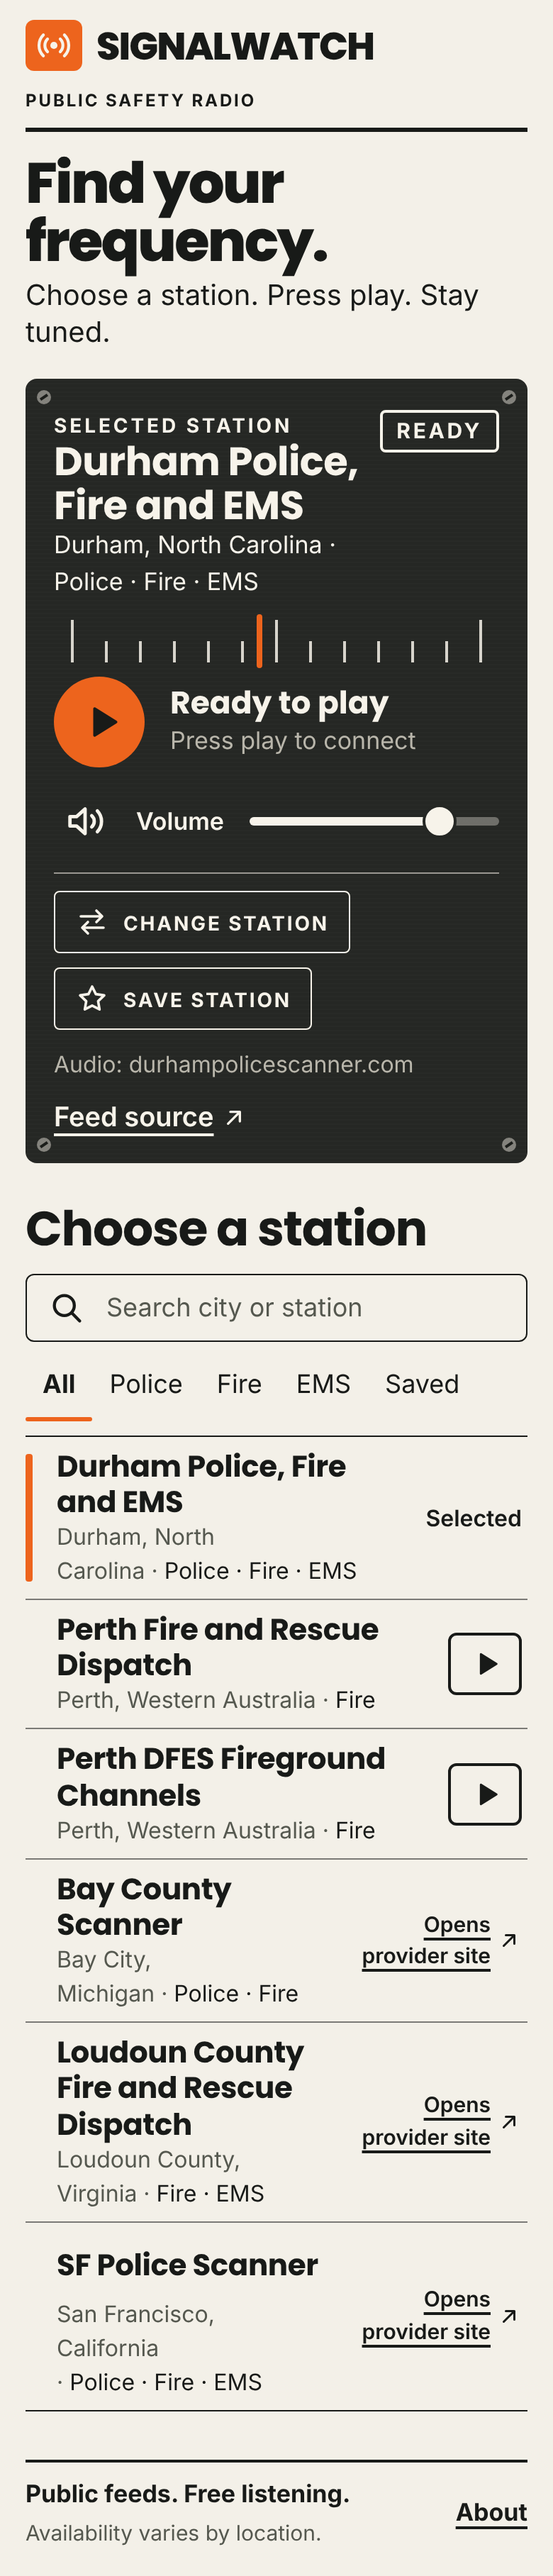 SIGNALWATCH
PUBLIC SAFETY RADIO
Find your
frequency.
Choose a station. Press play. Stay
tuned.
SELECTED STATION
READY
Durham Police,
Fire and EMS
Durham, North Carolina ·
Police · Fire · EMS
Ready to play
Press play to connect
Volume
CHANGE STATION
SAVE STATION
Audio: durhampolicescanner.com
Feed source
Choose a station
Search city or station
All Police Fire EMS Saved
Durham Police, Fire
and EMS
Durham, North
Carolina · Police · Fire · EMS
Selected
Perth Fire and Rescue
Dispatch
Perth, Western Australia · Fire
Perth DFES Fireground
Channels
Perth, Western Australia · Fire
Bay County
Scanner
Bay City,
Michigan · Police · Fire
Opens
provider site
Loudoun County
Fire and Rescue
Dispatch
Loudoun County,
Virginia · Fire · EMS
Opens
provider site
SF Police Scanner
San Francisco,
California
· Police · Fire · EMS
Opens
provider site
Public feeds. Free listening.
Availability varies by location.
About